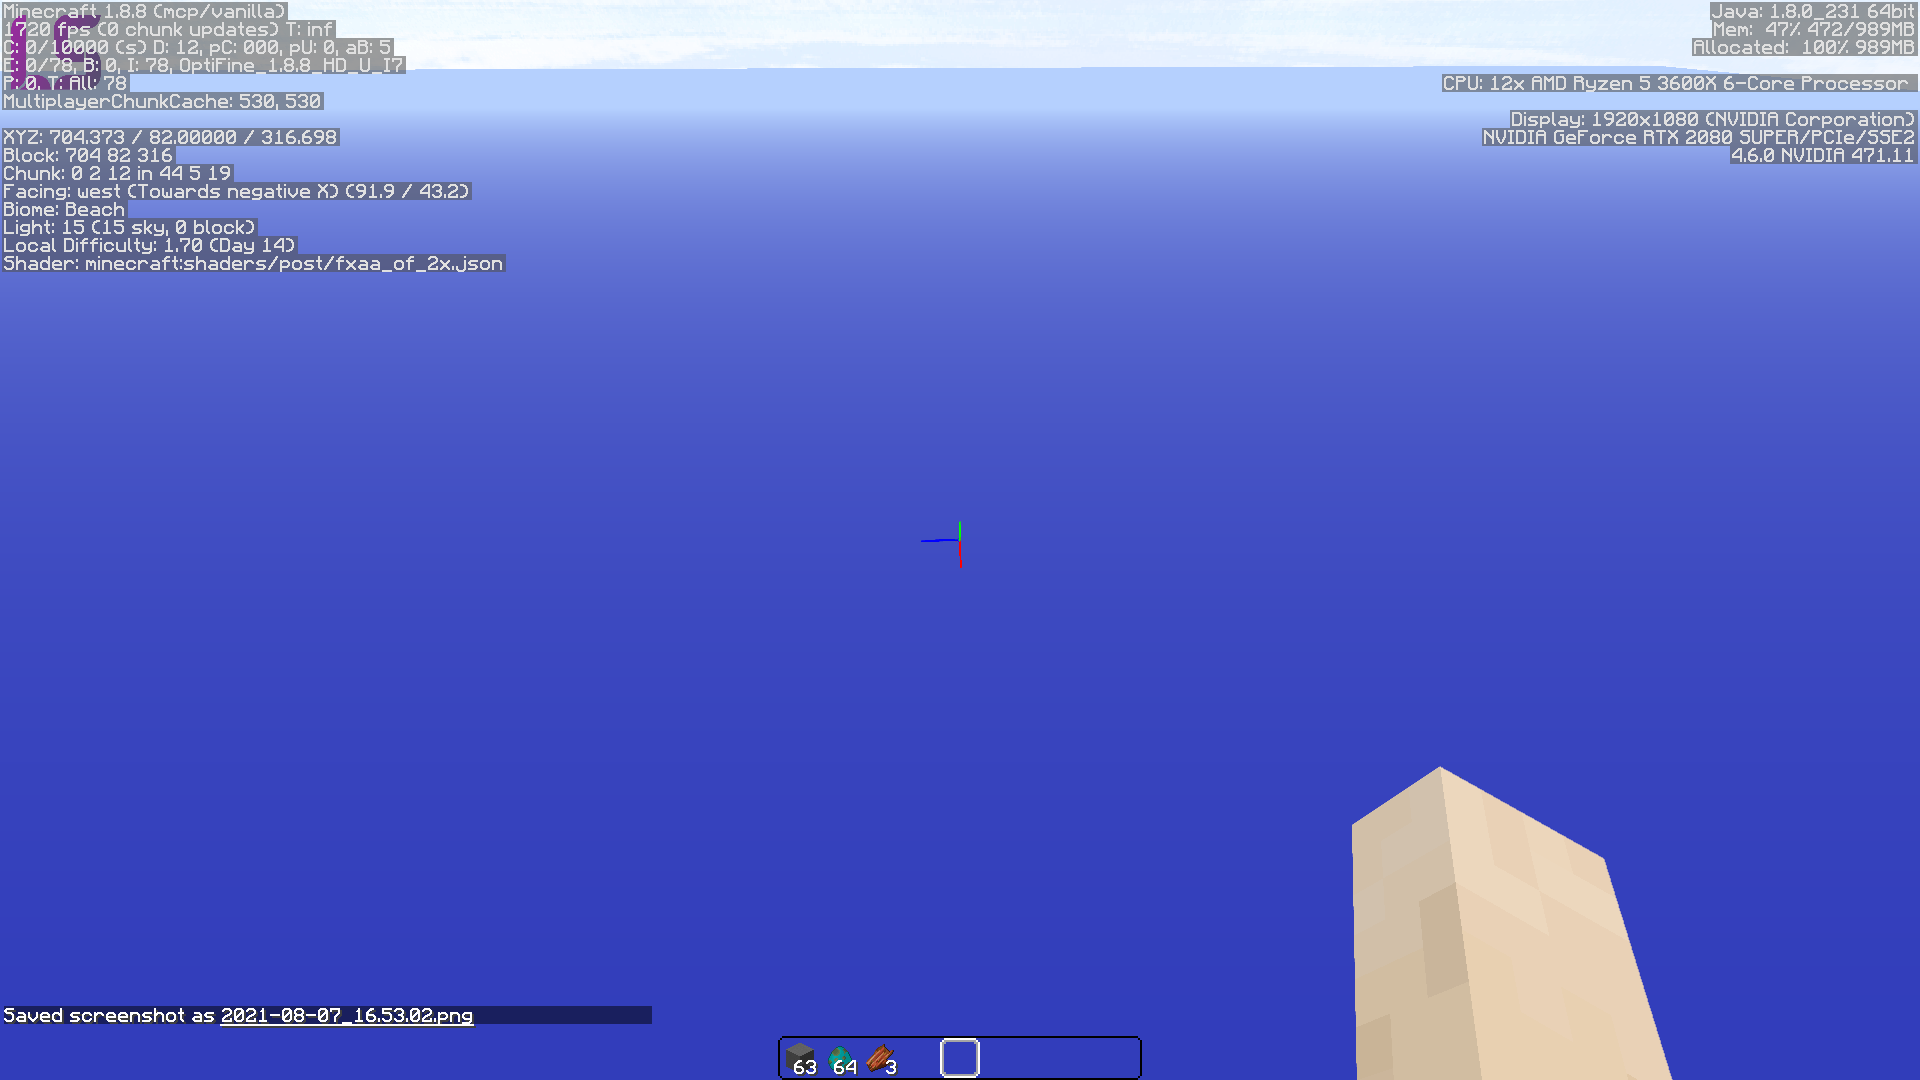 Minecraft 1.8.8 (mcp/vanilla)
1720 fps (0 chunk updates) T: inf
C: 0/10000 (s) D: 12, pC: 000, pU: 0, aB: 5
E: 0/78, B: 0, I: 78, OptiFine_1.8.8_HD_U_I7
P: 0, T: All: 78
MultiplayerChunkCache: 530, 530
XYZ: 704.373 / 82.00000 / 316.698
Block: 704 82 316
Chunk: 0 2 12 in 44 5 19
Facing: west (Towards negative X) (91.9 / 43.2)
Biome: Beach
Light: 15 (15 sky, 0 block)
Local Difficulty: 1.70 (Day 14)
Shader: minecraft:shaders/post/fxaa_of_2x.json
LS
Java: 1.8.0_231 64bit
Mem: 47% 472/989MB
Allocated: 100% 989MB
CPU: 12x AMD Ryzen 5 3600X 6-Core Processor
Display: 1920x1080 (NVIDIA Corporation)
NVIDIA GeForce RTX 2080 SUPER/PCIe/SSE2
4.6.0 NVIDIA 471.11
Saved screenshot as 2021-08-07_16.53.02.png
63 64 3